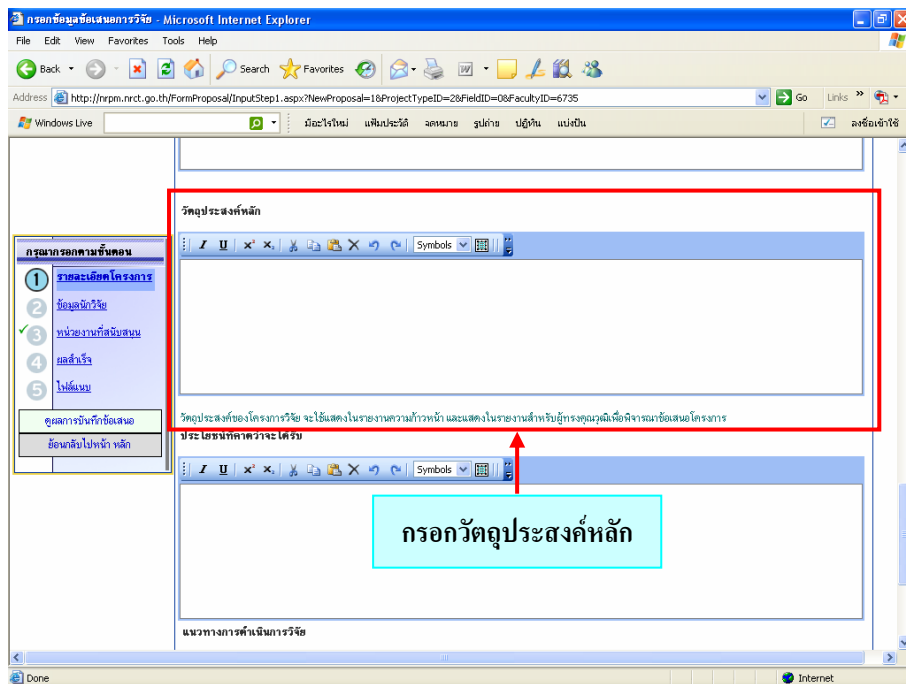 กรอกข้อมูลข้อเสนอการวิจัย - Microsoft Internet Explorer
File Edit View Favorites Tools Help
Back Search Favorites
Address http://nrpm.nrct.go.th/FormProposal/InputStep1.aspx?NewProposal=1&ProjectTypeID=2&FieldID=0&FacultyID=6735 Go Links »
Windows Live มีอะไรใหม่ แฟ้มประวัติ จดหมาย รูปถ่าย ปฏิทิน แบ่งปัน ลงชื่อเข้าใช้
วัตถุประสงค์หลัก
I U x² x₂ Symbols
กรุณากรอกตามขั้นตอน
1 รายละเอียดโครงการ
2 ข้อมูลนักวิจัย
3 หน่วยงานที่สนับสนุน
4 ผลสำเร็จ
5 ไฟล์แนบ
ดูผลการบันทึกข้อเสนอ
ย้อนกลับไปหน้า หลัก
วัตถุประสงค์ของโครงการวิจัย จะใช้แสดงในรายงานความก้าวหน้า และแสดงในรายงานสำหรับผู้ทรงคุณวุฒิเพื่อพิจารณาข้อเสนอโครงการ
ประโยชน์ที่คาดว่าจะได้รับ
I U x² x₂ Symbols
กรอกวัตถุประสงค์หลัก
แนวทางการดำเนินการวิจัย
Done Internet